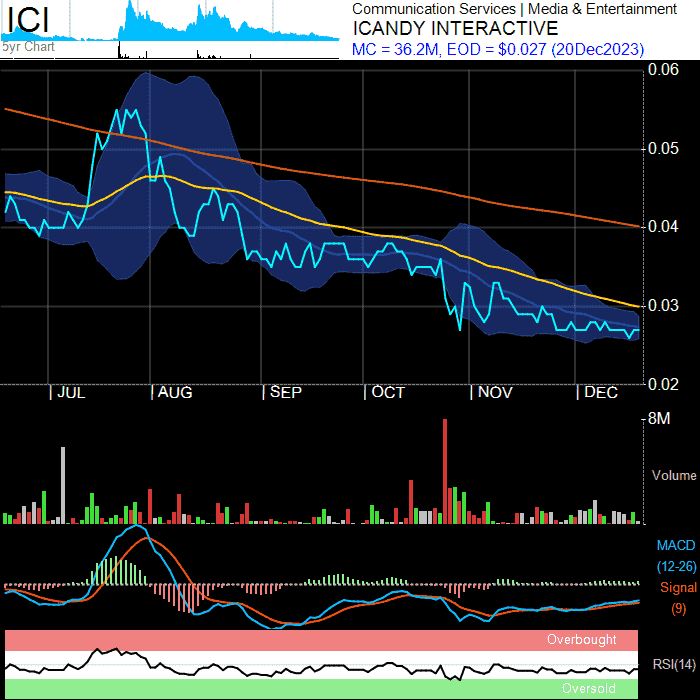 ICI
Communication Services | Media & Entertainment
ICANDY INTERACTIVE
5yr Chart
MC = 36.2M, EOD = $0.027 (20Dec2023)
0.06
0.05
0.04
0.03
0.02
| JUL | AUG | SEP | OCT | NOV | DEC
8M
Volume
MACD
(12-26)
Signal
(9)
Overbought
RSI(14)
Oversold